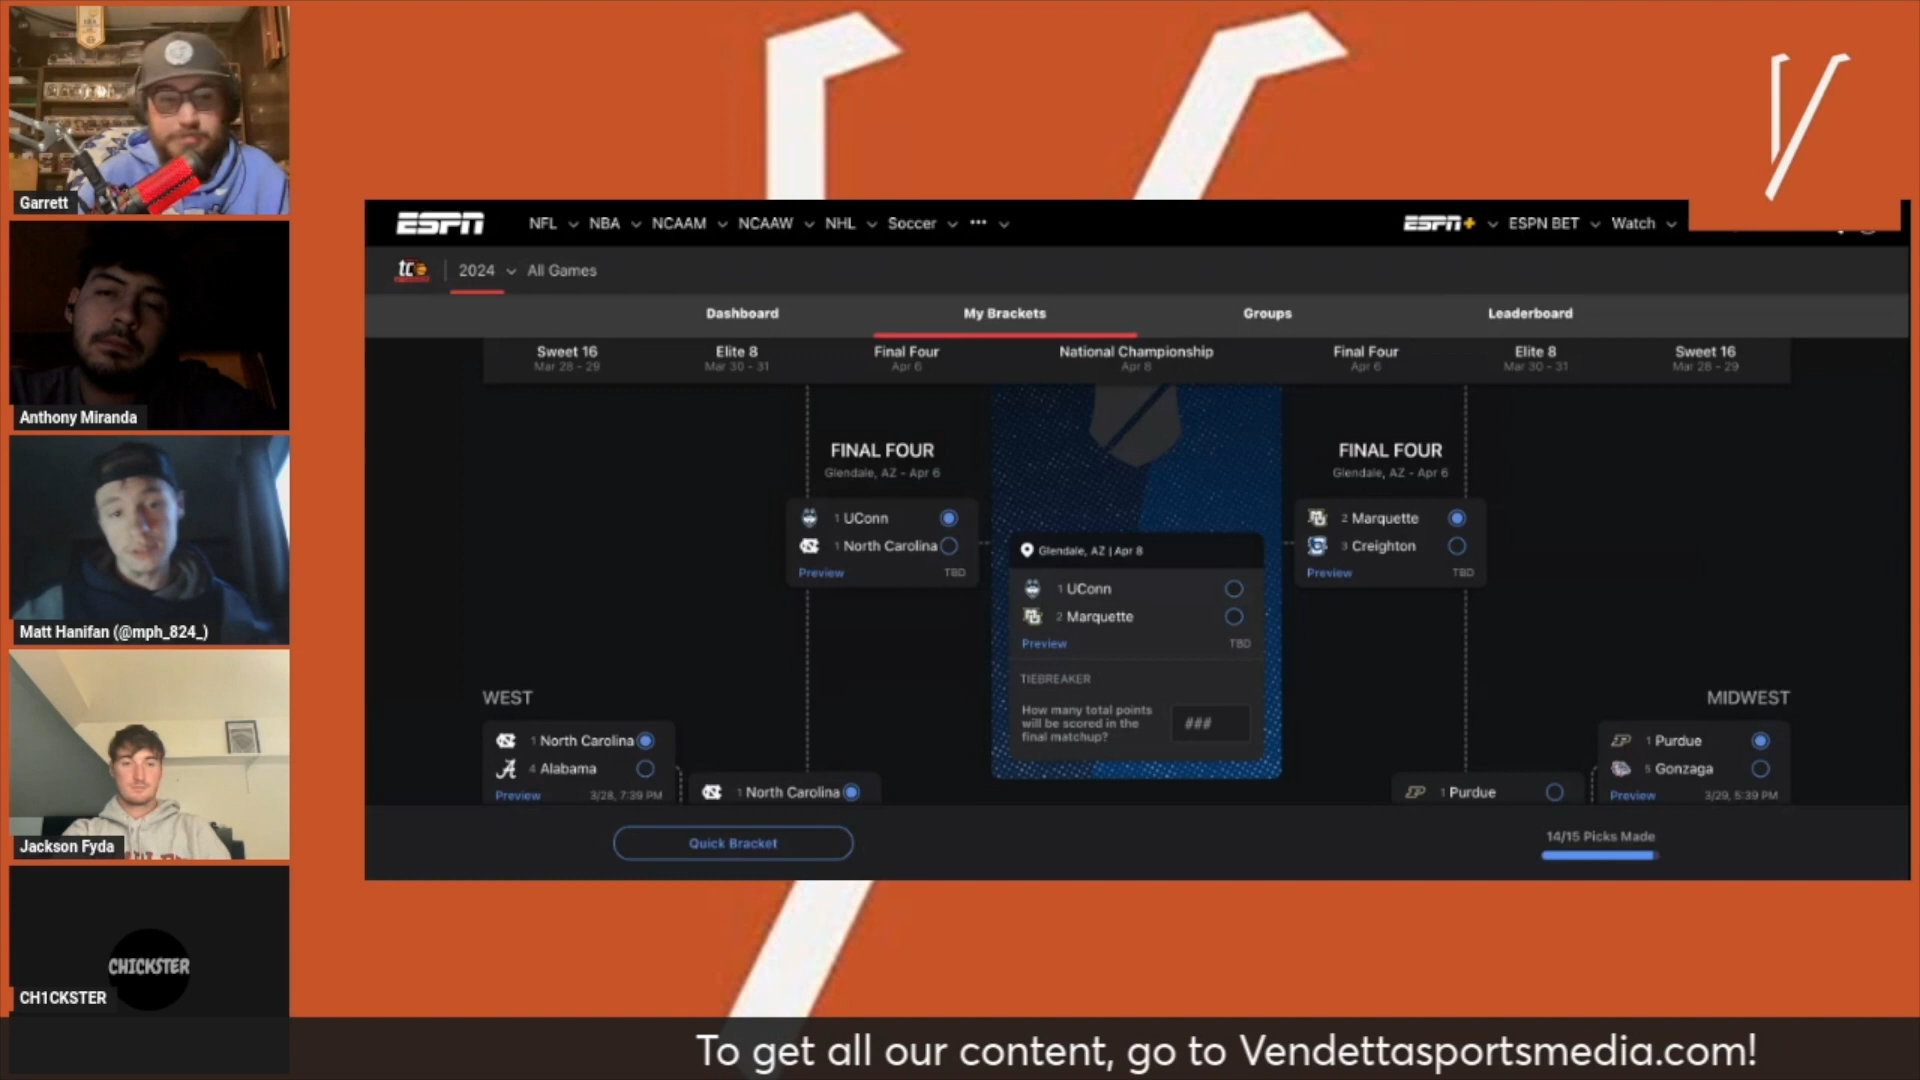 Garrett
Anthony Miranda
Matt Hanifan (@mph_824_)
Jackson Fyda
CHICKSTER
CH1CKSTER
ESPN NFL NBA NCAAM NCAAW NHL Soccer ••• ESPN+ ESPN BET Watch
tc 2024 All Games
Dashboard My Brackets Groups Leaderboard
Sweet 16 Elite 8 Final Four National Championship Final Four Elite 8 Sweet 16
Mar 28 - 29 Mar 30 - 31 Apr 6 Apr 8 Apr 6 Mar 30 - 31 Mar 28 - 29
FINAL FOUR
Glendale, AZ - Apr 6
1 UConn
1 North Carolina
Preview TBD
FINAL FOUR
Glendale, AZ - Apr 6
2 Marquette
3 Creighton
Preview TBD
Glendale, AZ | Apr 8
1 UConn
2 Marquette
Preview TBD
TIEBREAKER
How many total points
will be scored in the
final matchup?
###
WEST
1 North Carolina
4 Alabama
Preview 3/28, 7:39 PM
1 North Carolina
MIDWEST
1 Purdue
5 Gonzaga
Preview 3/29, 5:39 PM
1 Purdue
Quick Bracket
14/15 Picks Made
To get all our content, go to Vendettasportsmedia.com!